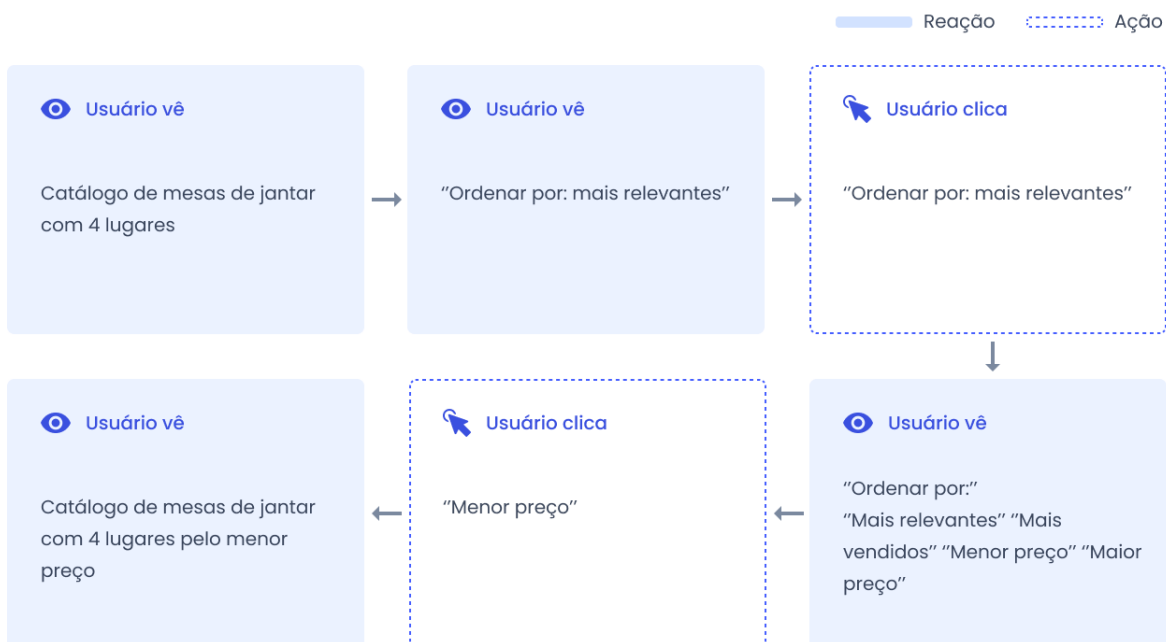 Reação
Ação
Usuário vê
Catálogo de mesas de jantar
com 4 lugares
Usuário vê
“Ordenar por: mais relevantes”
Usuário clica
“Ordenar por: mais relevantes”
Usuário vê
“Ordenar por:”
“Mais relevantes” “Mais
vendidos” “Menor preço” “Maior
preço”
Usuário clica
“Menor preço”
Usuário vê
Catálogo de mesas de jantar
com 4 lugares pelo menor
preço